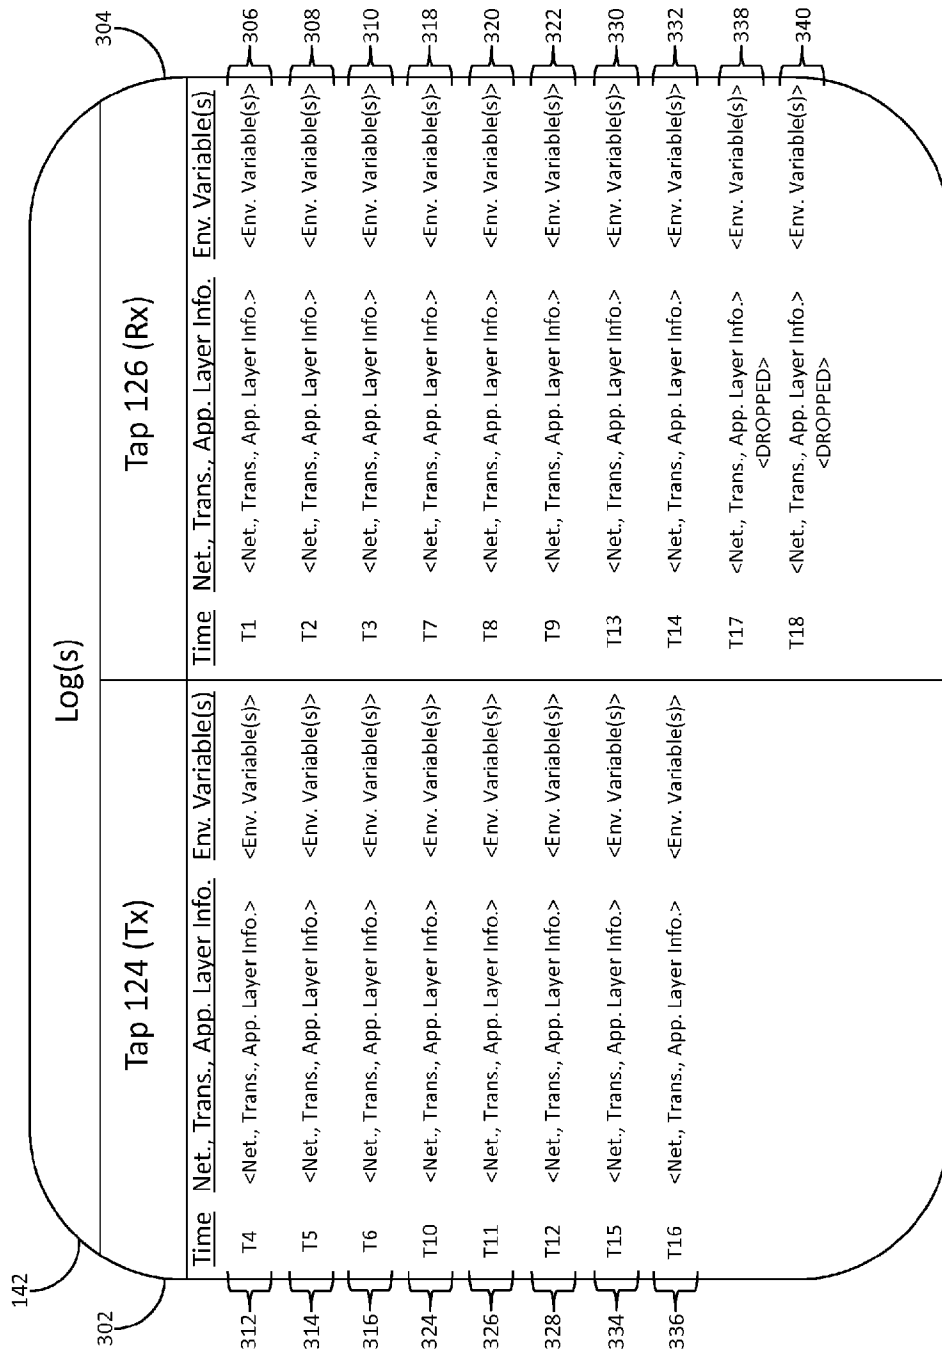 142
Log(s)
302
304
Tap 124 (Tx)
Tap 126 (Rx)
Time Net., Trans., App. Layer Info. Env. Variable(s)
Time Net., Trans., App. Layer Info. Env. Variable(s)
312 T4 <Net., Trans., App. Layer Info.> <Env. Variable(s)>
T1 <Net., Trans., App. Layer Info.> <Env. Variable(s)> 306
314 T5 <Net., Trans., App. Layer Info.> <Env. Variable(s)>
T2 <Net., Trans., App. Layer Info.> <Env. Variable(s)> 308
316 T6 <Net., Trans., App. Layer Info.> <Env. Variable(s)>
T3 <Net., Trans., App. Layer Info.> <Env. Variable(s)> 310
324 T10 <Net., Trans., App. Layer Info.> <Env. Variable(s)>
T7 <Net., Trans., App. Layer Info.> <Env. Variable(s)> 318
326 T11 <Net., Trans., App. Layer Info.> <Env. Variable(s)>
T8 <Net., Trans., App. Layer Info.> <Env. Variable(s)> 320
328 T12 <Net., Trans., App. Layer Info.> <Env. Variable(s)>
T9 <Net., Trans., App. Layer Info.> <Env. Variable(s)> 322
334 T15 <Net., Trans., App. Layer Info.> <Env. Variable(s)>
T13 <Net., Trans., App. Layer Info.> <Env. Variable(s)> 330
336 T16 <Net., Trans., App. Layer Info.> <Env. Variable(s)>
T14 <Net., Trans., App. Layer Info.> <Env. Variable(s)> 332
T17 <Net., Trans., App. Layer Info.> <Env. Variable(s)> 338
<DROPPED>
T18 <Net., Trans., App. Layer Info.> <Env. Variable(s)> 340
<DROPPED>